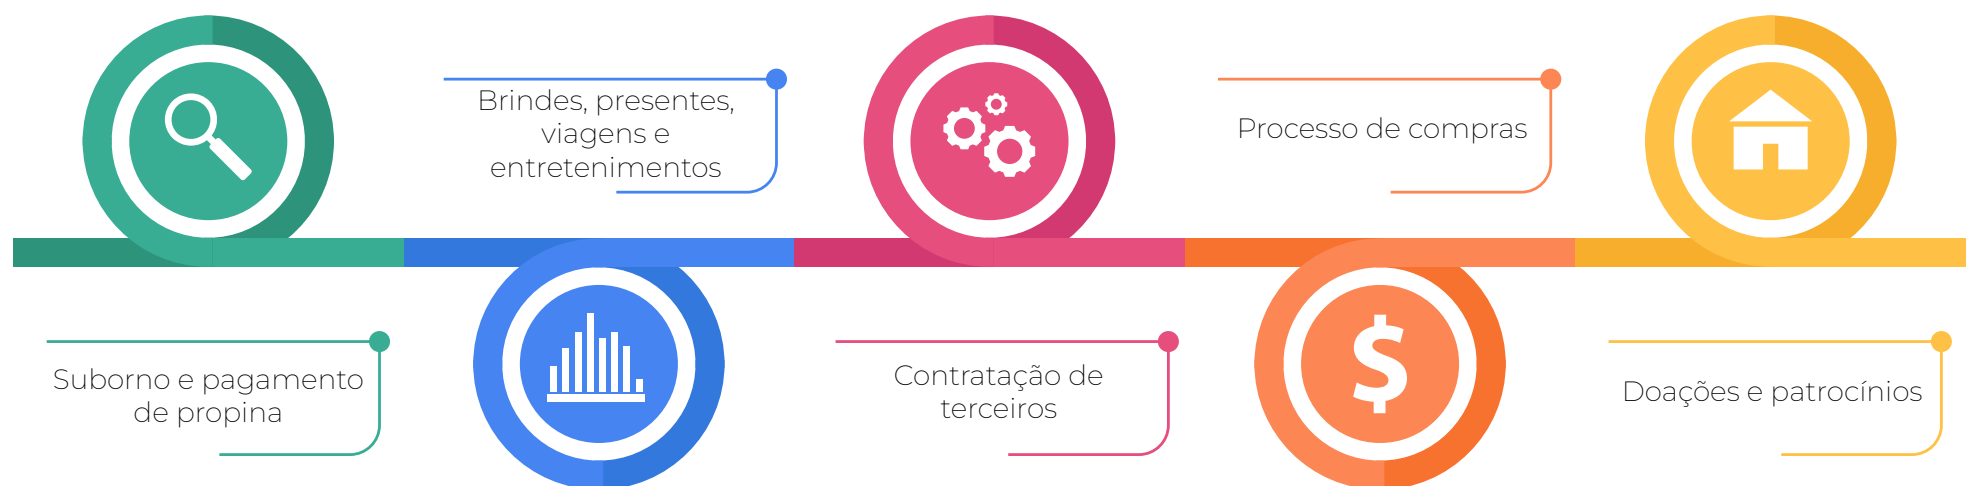 Brindes, presentes,
viagens e
entretenimentos
Processo de compras
Suborno e pagamento
de propina
Contratação de
terceiros
Doações e patrocínios